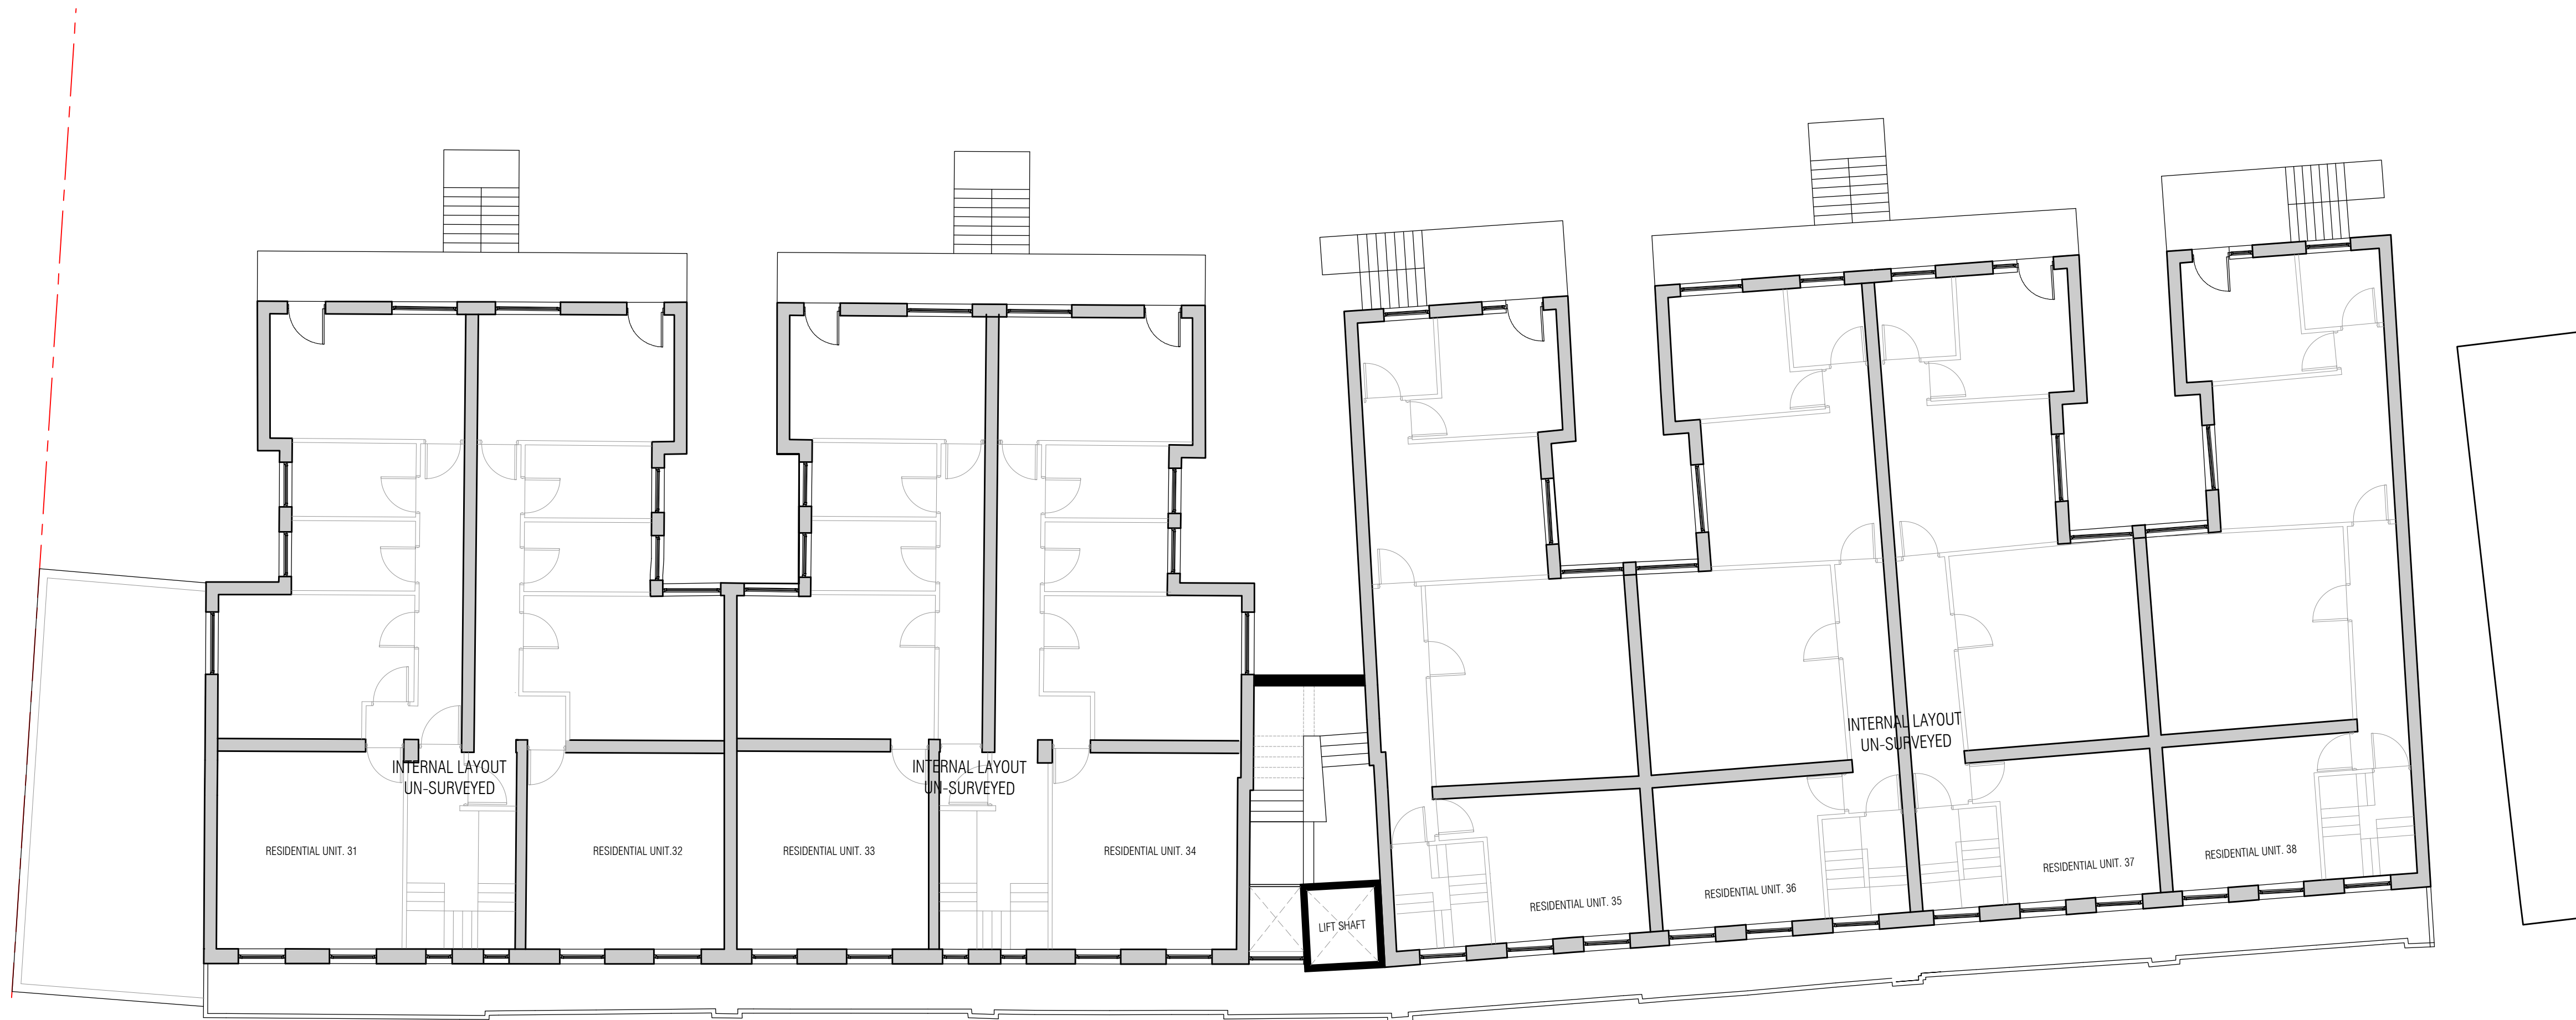 INTERNAL LAYOUT
UN-SURVEYED
INTERNAL LAYOUT
UN-SURVEYED
INTERNAL LAYOUT
UN-SURVEYED
RESIDENTIAL UNIT. 31
RESIDENTIAL UNIT.32
RESIDENTIAL UNIT. 33
RESIDENTIAL UNIT. 34
RESIDENTIAL UNIT. 35
RESIDENTIAL UNIT. 36
RESIDENTIAL UNIT. 37
RESIDENTIAL UNIT. 38
LIFT SHAFT